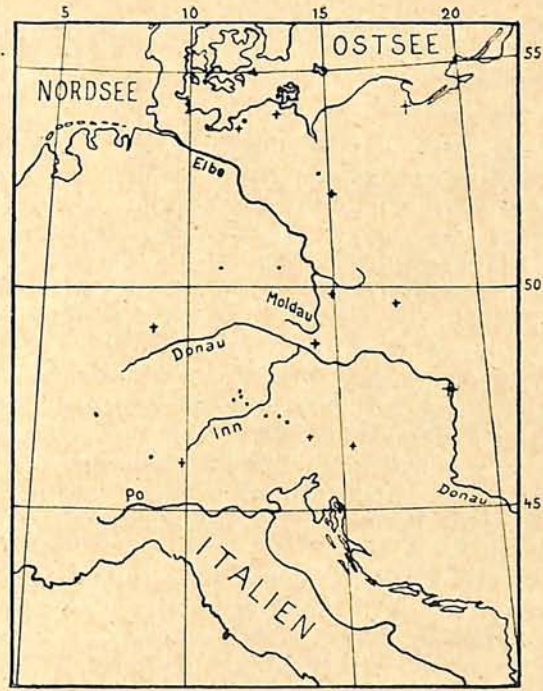 5 10 15 20
OSTSEE
55
NORDSEE
Elbe
50
Moldau
Donau
Inn
Po
Donau
45
ITALIEN